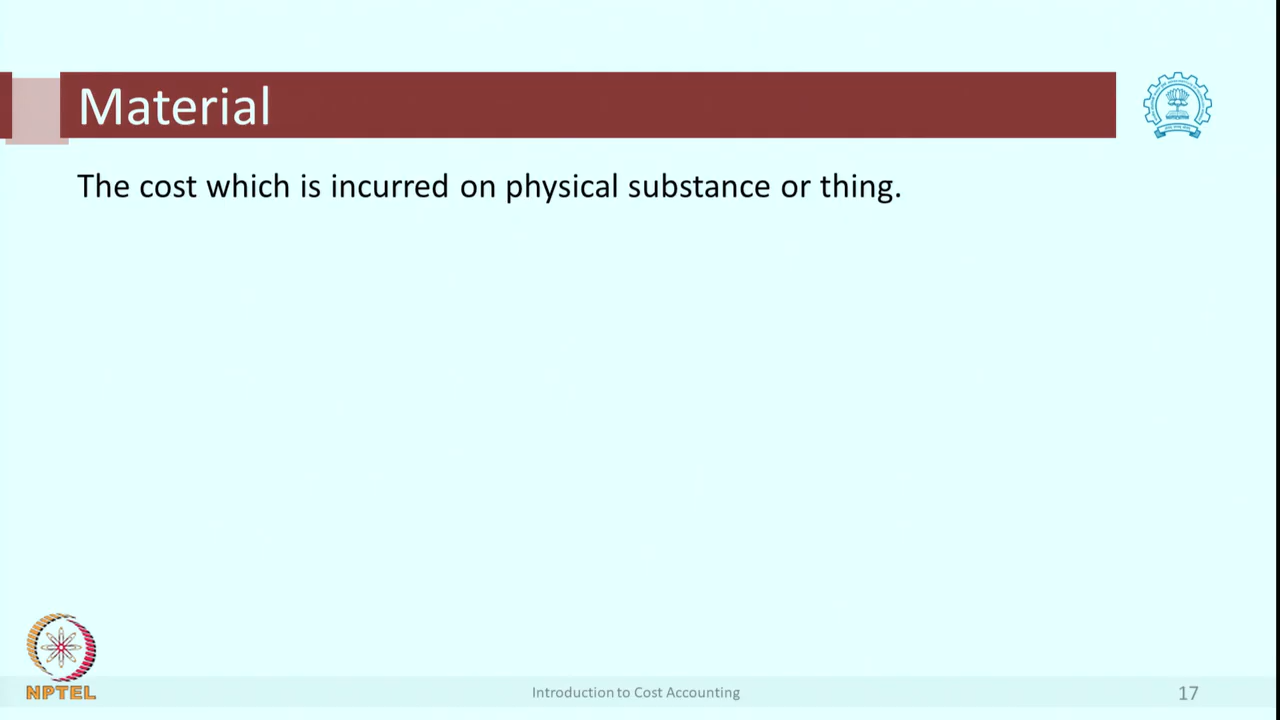 Material
The cost which is incurred on physical substance or thing.
NPTEL
Introduction to Cost Accounting
17